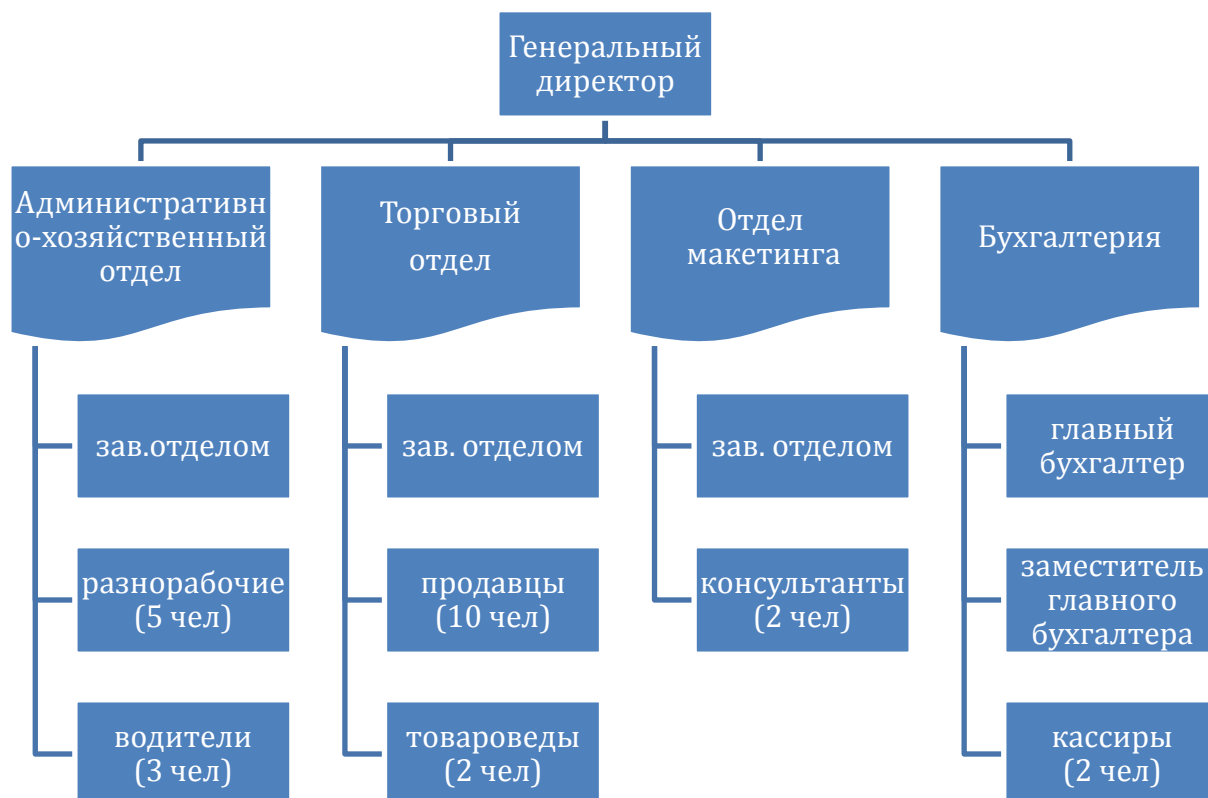 Генеральный
директор
Административн
о-хозяйственный
отдел
Торговый
отдел
Отдел
макетинга
Бухгалтерия
зав.отделом
зав. отделом
зав. отделом
главный
бухгалтер
разнорабочие
(5 чел)
продавцы
(10 чел)
консультанты
(2 чел)
заместитель
главного
бухгалтера
водители
(3 чел)
товароведы
(2 чел)
кассиры
(2 чел)